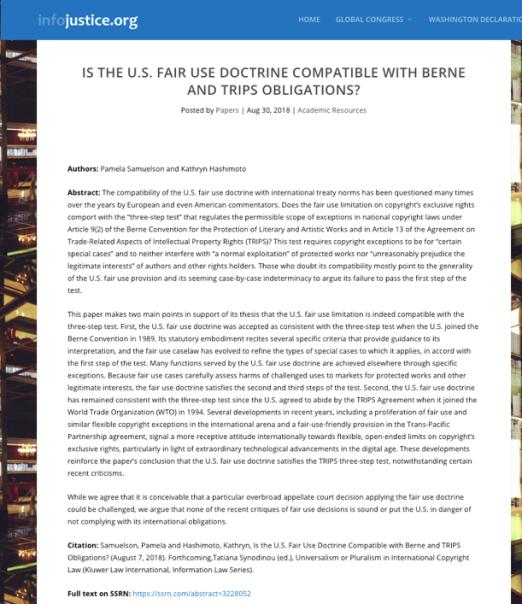 infojustice.org
HOME GLOBAL CONGRESS WASHINGTON DECLARATIO
IS THE U.S. FAIR USE DOCTRINE COMPATIBLE WITH BERNE
AND TRIPS OBLIGATIONS?
Posted by Papers | Aug 30, 2018 | Academic Resources
Authors: Pamela Samuelson and Kathryn Hashimoto
Abstract: The compatibility of the U.S. fair use doctrine with international treaty norms has been questioned many times
over the years by European and even American commentators. Does the fair use limitation on copyright's exclusive rights
comport with the "three-step test" that regulates the permissible scope of exceptions in national copyright laws under
Article 9(2) of the Berne Convention for the Protection of Literary and Artistic Works and in Article 13 of the Agreement on
Trade-Related Aspects of Intellectual Property Rights (TRIPS)? This test requires copyright exceptions to be for "certain
special cases" and to neither interfere with "a normal exploitation" of protected works nor "unreasonably prejudice the
legitimate interests" of authors and other rights holders. Those who doubt its compatibility mostly point to the generality
of the U.S. fair use provision and its seeming case-by-case indeterminacy to argue its failure to pass the first step of the
test.
This paper makes two main points in support of its thesis that the U.S. fair use limitation is indeed compatible with the
three-step test. First, the U.S. fair use doctrine was accepted as consistent with the three-step test when the U.S. joined the
Berne Convention in 1989. Its statutory embodiment recites several specific criteria that provide guidance to its
interpretation, and the fair use caselaw has evolved to refine the types of special cases to which it applies, in accord with
the first step of the test. Many functions served by the U.S. fair use doctrine are achieved elsewhere through specific
exceptions. Because fair use cases carefully assess harms of challenged uses to markets for protected works and other
legitimate interests, the fair use doctrine satisfies the second and third steps of the test. Second, the U.S. fair use doctrine
has remained consistent with the three-step test since the U.S. agreed to abide by the TRIPS Agreement when it joined the
World Trade Organization (WTO) in 1994. Several developments in recent years, including a proliferation of fair use and
similar flexible copyright exceptions in the international arena and a fair-use-friendly provision in the Trans-Pacific
Partnership agreement, signal a more receptive attitude internationally towards flexible, open-ended limits on copyright's
exclusive rights, particularly in light of extraordinary technological advancements in the digital age. These developments
reinforce the paper's conclusion that the U.S. fair use doctrine satisfies the TRIPS three-step test, notwithstanding certain
recent criticisms.
While we agree that it is conceivable that a particular overbroad appellate court decision applying the fair use doctrine
could be challenged, we argue that none of the recent critiques of fair use decisions is sound or put the U.S. in danger of
not complying with its international obligations.
Citation: Samuelson, Pamela and Hashimoto, Kathryn, Is the U.S. Fair Use Doctrine Compatible with Berne and TRIPS
Obligations? (August 7, 2018). Forthcoming,Tatiana Synodinou (ed.), Universalism or Pluralism in International Copyright
Law (Kluwer Law International, Information Law Series).
Full text on SSRN: https://ssrn.com/abstract=3228052